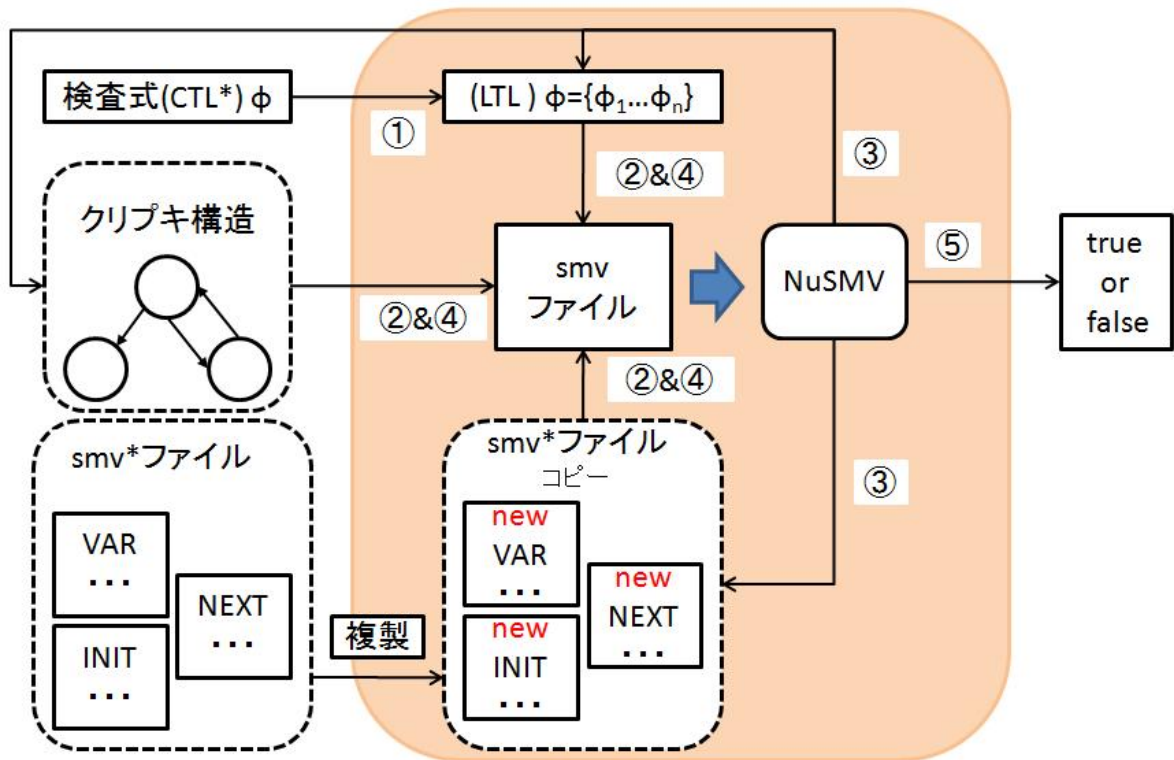 検査式(CTL*) ϕ
①
(LTL ) ϕ={ϕ₁...ϕₙ}
②&④
③
クリプキ構造
②&④
smv
ファイル
NuSMV
⑤
true
or
false
②&④
③
smv*ファイル
VAR
...
NEXT
...
INIT
...
複製
smv*ファイル
コピー
new
VAR
...
new
NEXT
...
new
INIT
...